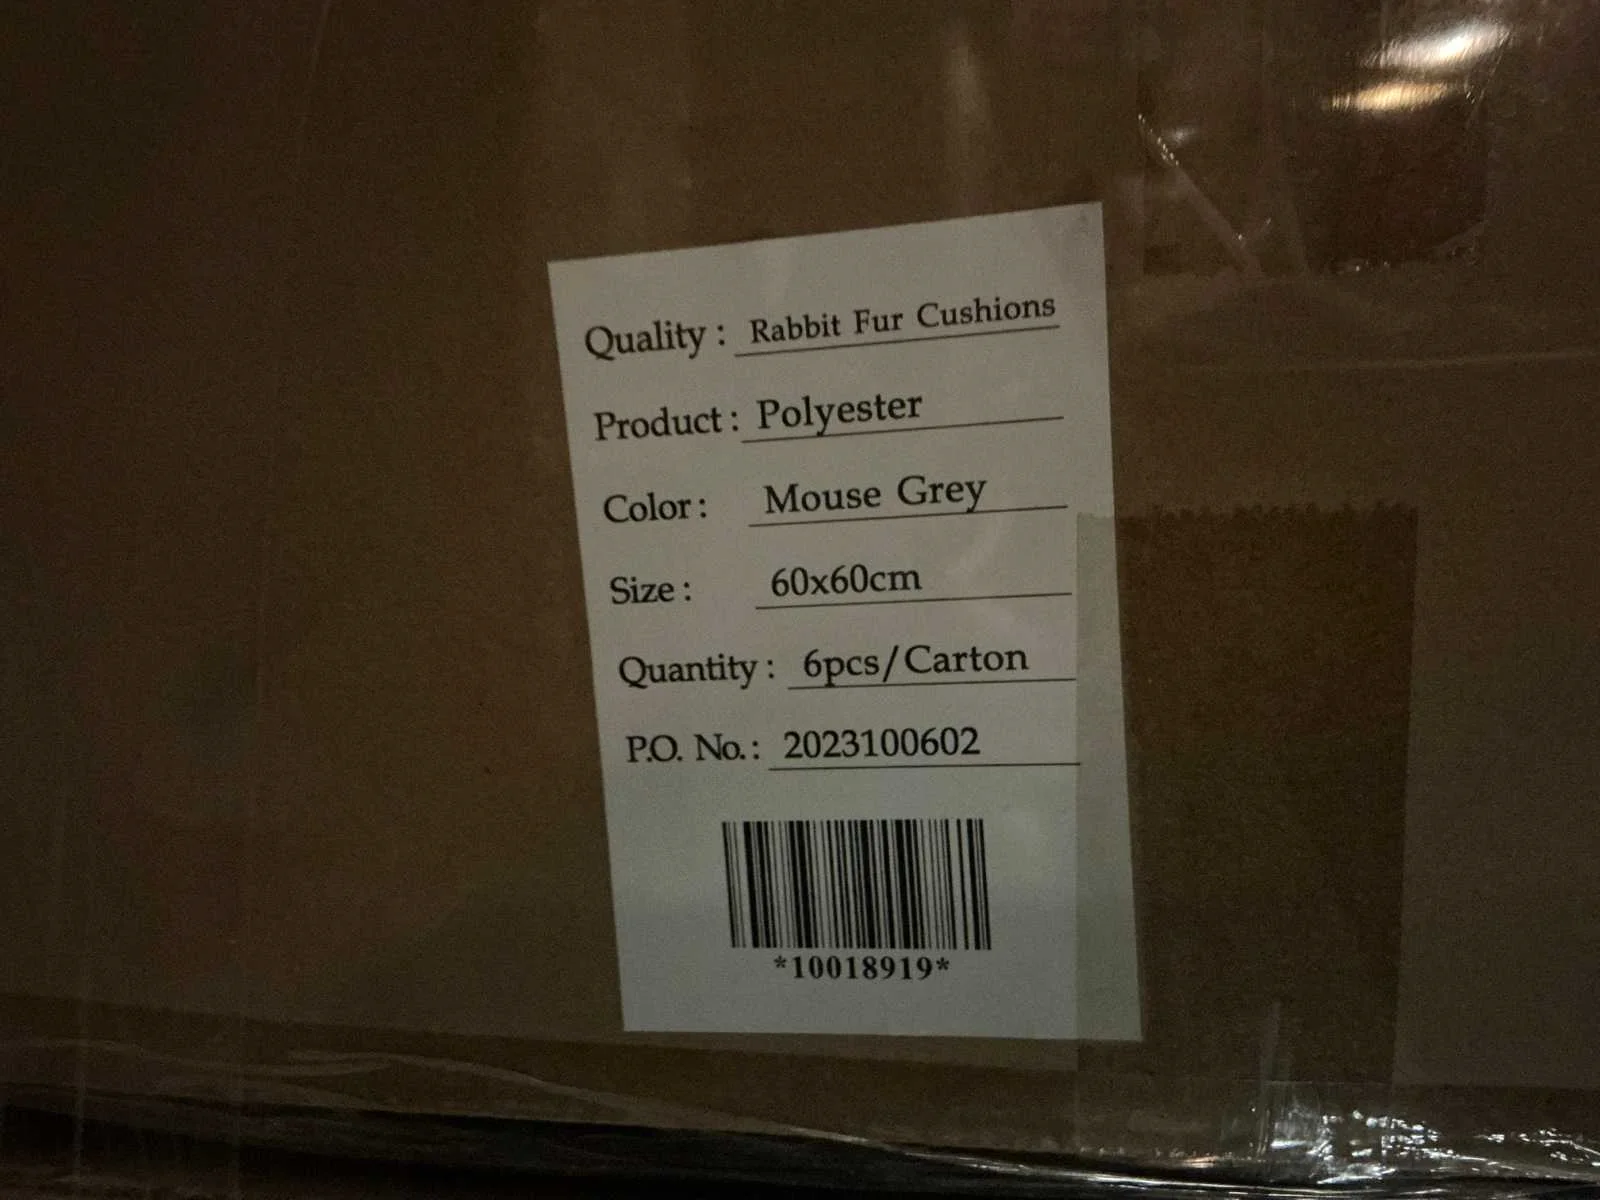 Quality : Rabbit Fur Cushions
Product : Polyester
Color : Mouse Grey
Size : 60x60cm
Quantity : 6pcs/Carton
P.O. No. : 2023100602
*10018919*